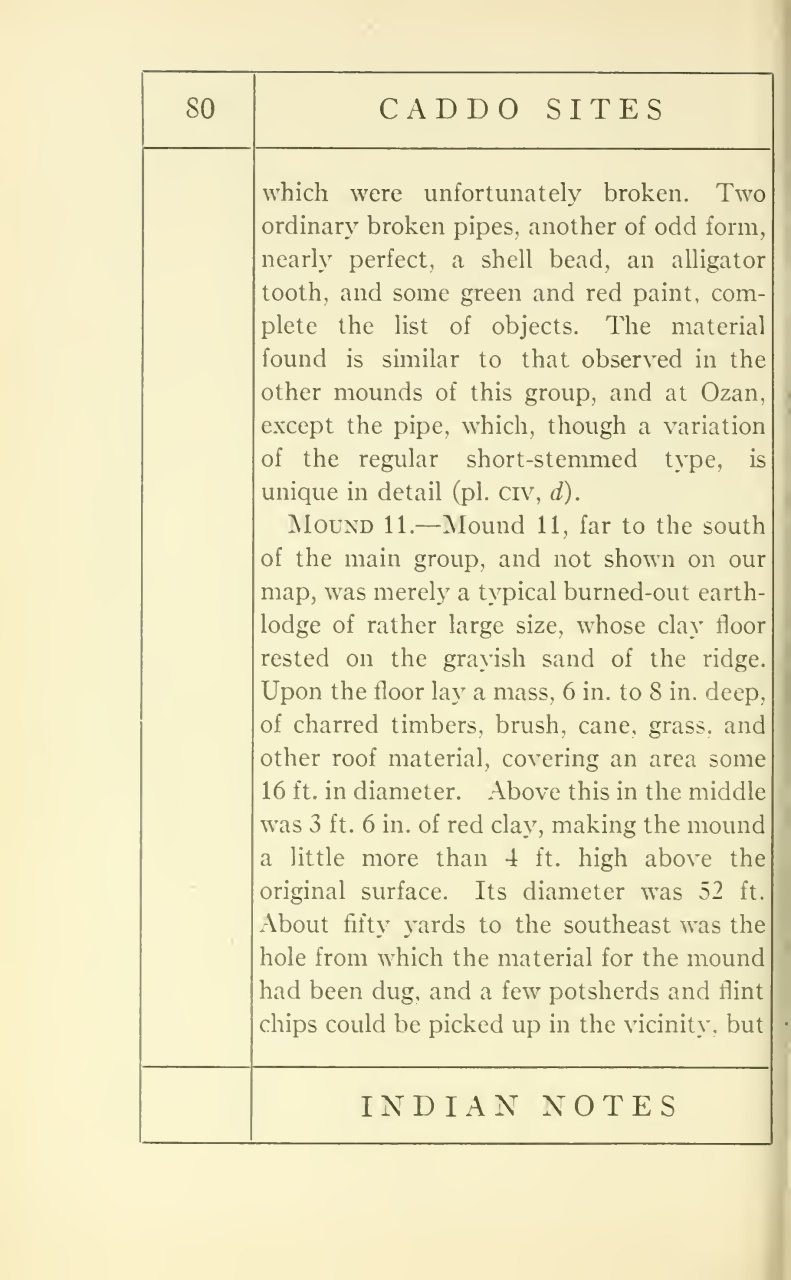 80
CADDO SITES
which were unfortunately broken. Two
ordinary broken pipes, another of odd form,
nearly perfect, a shell bead, an alligator
tooth, and some green and red paint, com-
plete the list of objects. The material
found is similar to that observed in the
other mounds of this group, and at Ozan,
except the pipe, which, though a variation
of the regular short-stemmed type, is
unique in detail (pl. CIV, d).
MOUND 11.—Mound 11, far to the south
of the main group, and not shown on our
map, was merely a typical burned-out earth-
lodge of rather large size, whose clay floor
rested on the grayish sand of the ridge.
Upon the floor lay a mass, 6 in. to 8 in. deep,
of charred timbers, brush, cane, grass, and
other roof material, covering an area some
16 ft. in diameter. Above this in the middle
was 3 ft. 6 in. of red clay, making the mound
a little more than 4 ft. high above the
original surface. Its diameter was 52 ft.
About fifty yards to the southeast was the
hole from which the material for the mound
had been dug, and a few potsherds and flint
chips could be picked up in the vicinity, but
INDIAN NOTES